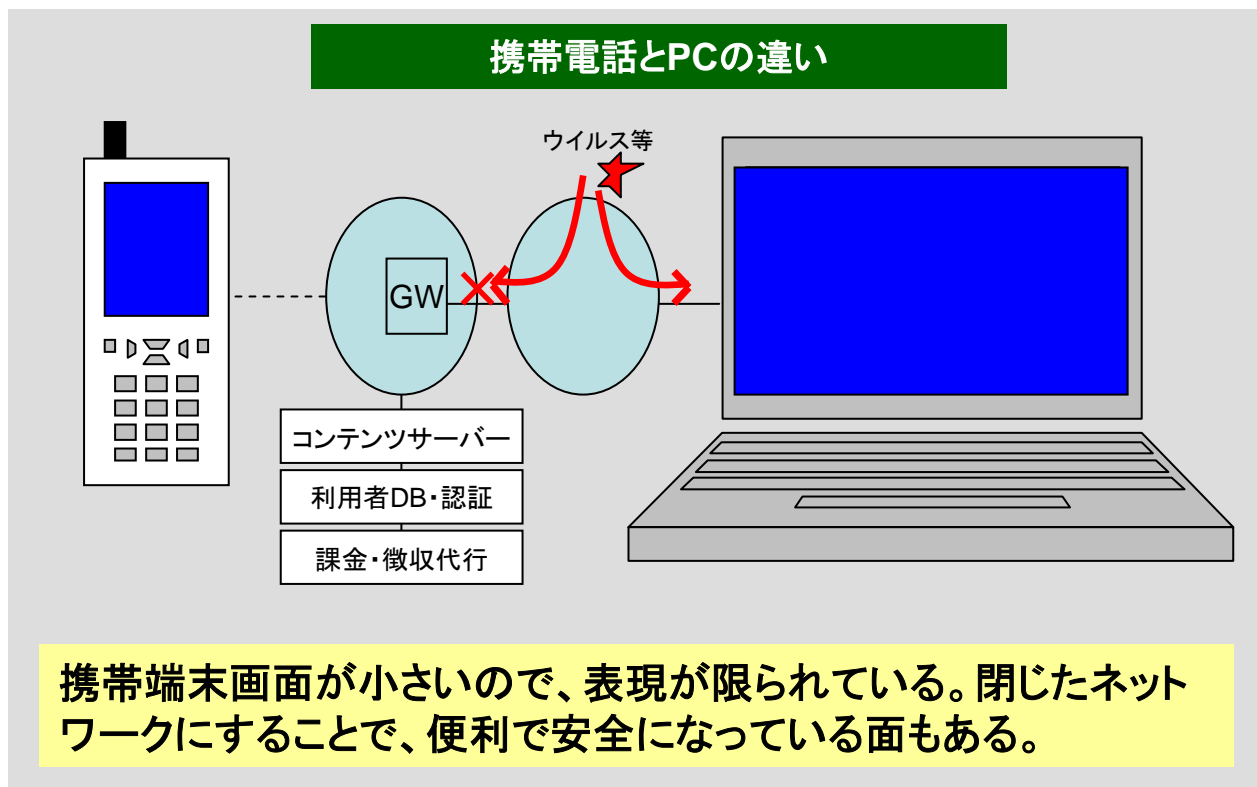 携帯電話とPCの違い
ウイルス等
GW
コンテンツサーバー
利用者DB・認証
課金・徴収代行
携帯端末画面が小さいので、表現が限られている。閉じたネット
ワークにすることで、便利で安全になっている面もある。